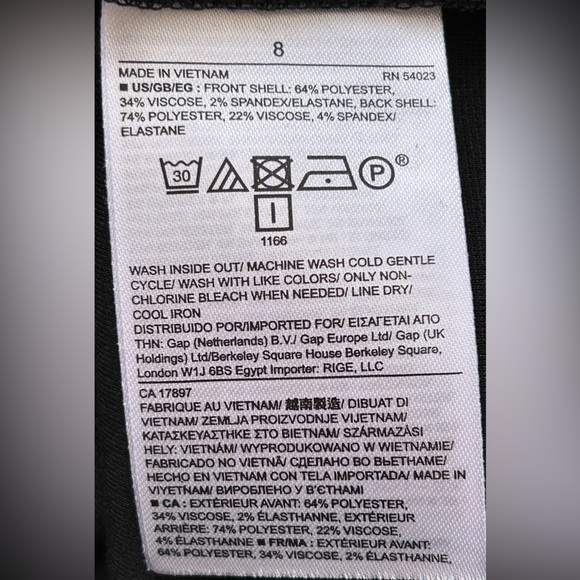 8
MADE IN VIETNAM RN 54023
■ US/GB/EG : FRONT SHELL: 64% POLYESTER,
34% VISCOSE, 2% SPANDEX/ELASTANE, BACK SHELL:
74% POLYESTER, 22% VISCOSE, 4% SPANDEX/
ELASTANE
30 P®
I
1166
WASH INSIDE OUT/ MACHINE WASH COLD GENTLE
CYCLE/ WASH WITH LIKE COLORS/ ONLY NON-
CHLORINE BLEACH WHEN NEEDED/ LINE DRY/
COOL IRON
DISTRIBUIDO POR/IMPORTED FOR/ ΕΙΣΑΓΕΤΑΙ ΑΠΟ
ΤΗΝ: Gap (Netherlands) B.V./ Gap Europe Ltd/ Gap (UK
Holdings) Ltd/Berkeley Square House Berkeley Square,
London W1J 6BS Egypt Importer: RIGE, LLC
CA 17897
FABRIQUE AU VIETNAM/ 越南製造/ DIBUAT DI
VIETNAM/ ZEMLJA PROIZVODNJE VIJETNAM/
ΚΑΤΑΣΚΕΥΑΣΤΗΚΕ ΣΤΟ ΒΙΕΤΝΑΜ/ SZÁRMAZÁSI
HELY: VIETNÁM/ WYPRODUKOWANO W WIETNAMIE/
FABRICADO NO VIETNÃ/ СДЕЛАНО ВО ВЬЕТНАМЕ/
HECHO EN VIETNAM CON TELA IMPORTADA/ MADE IN
VIYETNAM/ ВИРОБЛЕНО У В'ЄТНАМІ
■ CA : EXTÉRIEUR AVANT: 64% POLYESTER,
34% VISCOSE, 2% ÉLASTHANNE, EXTÉRIEUR
ARRIÈRE: 74% POLYESTER, 22% VISCOSE,
4% ÉLASTHANNE ■ FR/MA : EXTÉRIEUR AVANT:
64% POLYESTER, 34% VISCOSE, 2% ÉLASTHANNE,